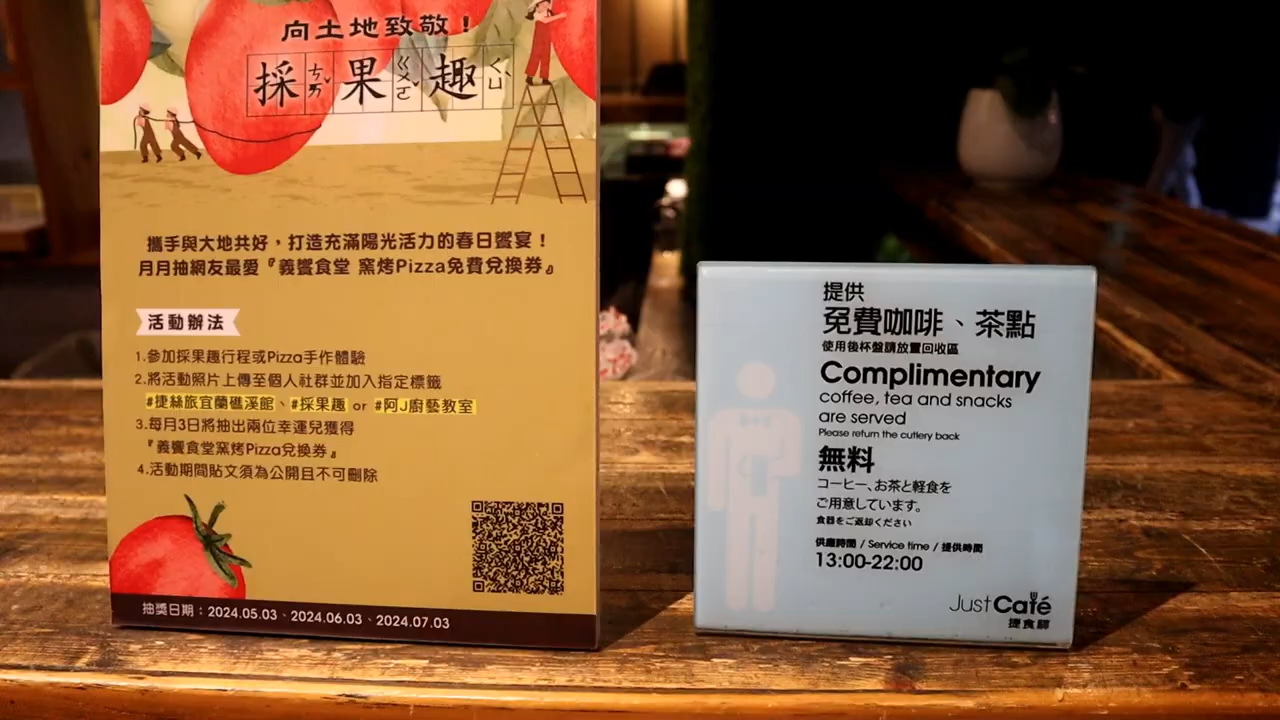 向土地致敬！
採ㄘㄞˇ果ㄍㄨㄛˇ趣ㄑㄩˋ
攜手與大地共好，打造充滿陽光活力的春日饗宴！
月月抽網友最愛『義饗食堂 窯烤Pizza免費兌換券』
活動辦法
1.參加採果趣行程或Pizza手作體驗
2.將活動照片上傳至個人社群並加入指定標籤
#捷絲旅宜蘭礁溪館、#採果趣 or #阿J廚藝教室
3.每月3日將抽出兩位幸運兒獲得
『義饗食堂窯烤Pizza兌換券』
4.活動期間貼文須為公開且不可刪除
抽獎日期：2024.05.03、2024.06.03、2024.07.03
提供
免費咖啡、茶點
使用後杯盤請放置回收區
Complimentary
coffee, tea and snacks
are served
Please return the cutlery back
無料
コーヒー、お茶と軽食を
ご用意しています。
食器をご返却ください
供應時間 / Service time / 提供時間
13:00-22:00
Just Café
捷食驛